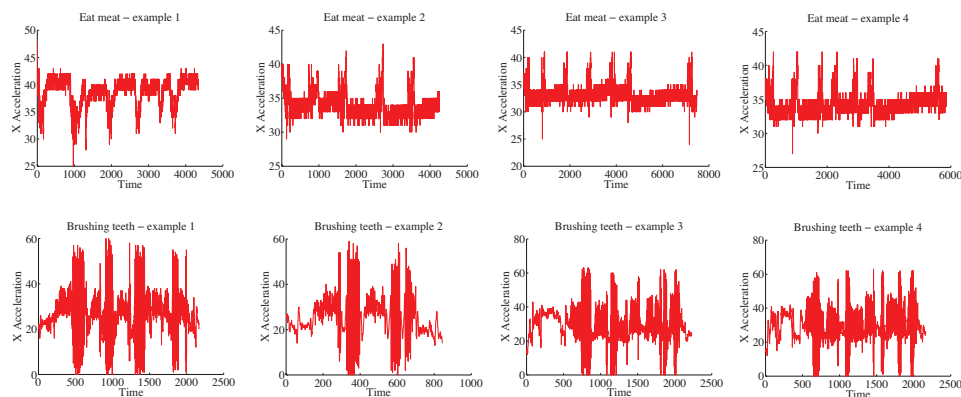 Eat meat – example 1
Eat meat – example 2
Eat meat – example 3
Eat meat – example 4
50
45
40
35
30
25
X Acceleration
0 1000 2000 3000 4000 5000
Time
45
40
35
30
25
X Acceleration
0 1000 2000 3000 4000 5000
Time
45
40
35
30
25
20
X Acceleration
0 2000 4000 6000 8000
Time
45
40
35
30
25
X Acceleration
0 2000 4000 6000
Time
Brushing teeth – example 1
Brushing teeth – example 2
Brushing teeth – example 3
Brushing teeth – example 4
60
40
20
0
X Acceleration
0 500 1000 1500 2000 2500
Time
60
40
20
0
X Acceleration
0 200 400 600 800 1000
Time
80
60
40
20
0
X Acceleration
0 500 1000 1500 2000 2500
Time
80
60
40
20
0
X Acceleration
0 500 1000 1500 2000 2500
Time